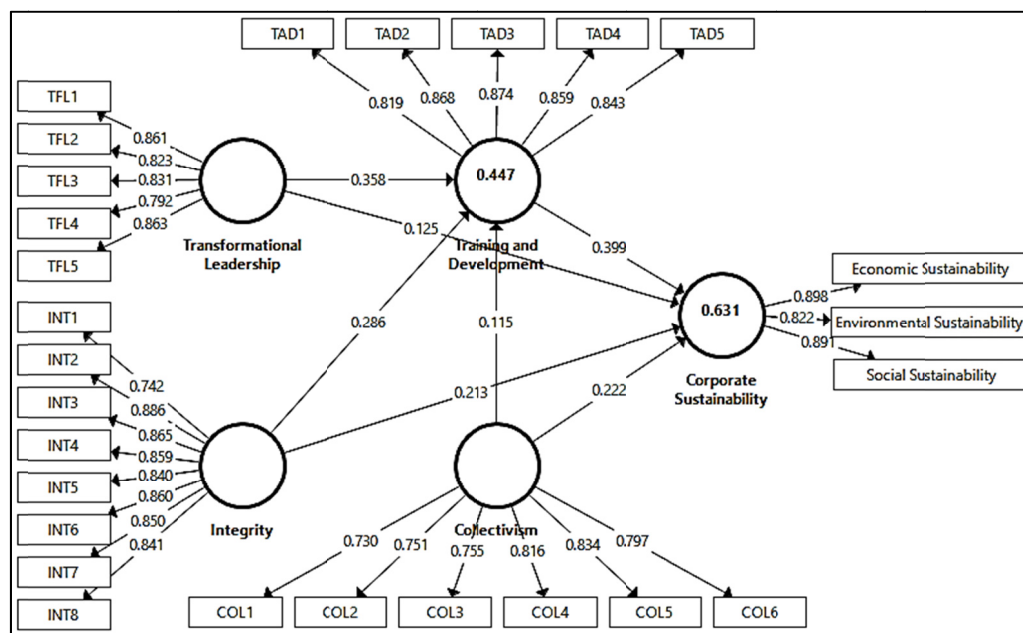 TAD1
TAD2
TAD3
TAD4
TAD5
0.819
0.868
0.874
0.859
0.843
TFL1
TFL2
TFL3
TFL4
TFL5
0.861
0.823
0.831
0.792
0.863
Transformational
Leadership
0.358
0.125
0.447
Training and
Development
0.399
INT1
INT2
INT3
INT4
INT5
INT6
INT7
INT8
0.742
0.886
0.865
0.859
0.840
0.860
0.850
0.841
Integrity
0.286
0.115
0.213
0.222
0.631
Corporate
Sustainability
0.898
0.822
0.891
Economic Sustainability
Environmental Sustainability
Social Sustainability
Collectivism
0.730
0.751
0.755
0.816
0.834
0.797
COL1
COL2
COL3
COL4
COL5
COL6